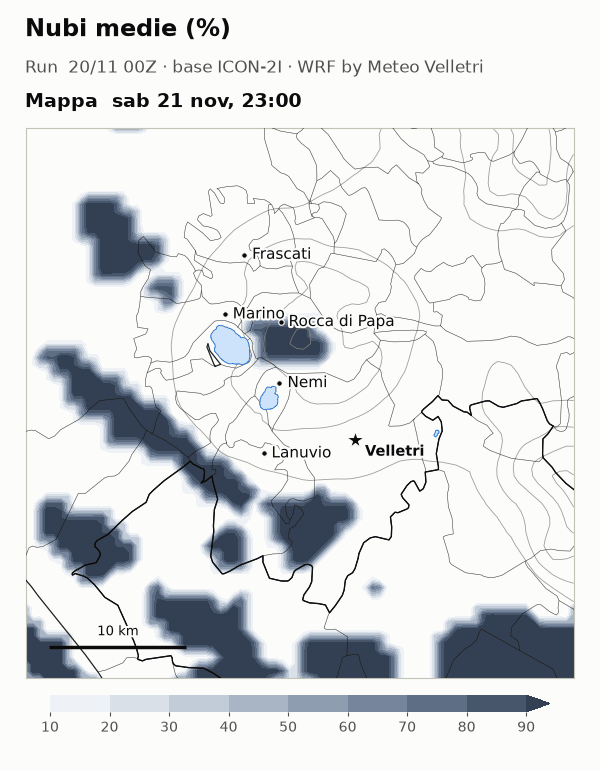 Nubi medie (%)
Run  20/11 00Z · base ICON-2I · WRF by Meteo Velletri
Mappa  sab 21 nov, 23:00
Frascati
Marino
Rocca di Papa
Nemi
Velletri
Lanuvio
10 km
10 20 30 40 50 60 70 80 90